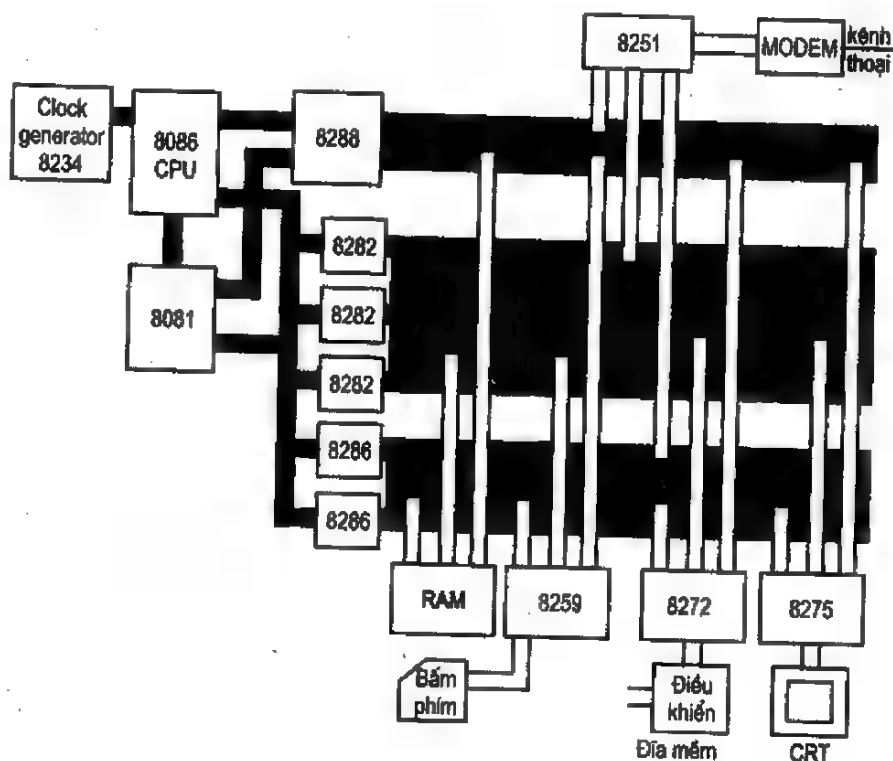 8251
MODEM
kênh
thoại
Clock
generator
8234
8086
CPU
8288
8282
8081
8282
8282
8286
8286
RAM
8259
8272
8275
Bấm
phím
Điều
khiển
Đĩa mềm
CRT